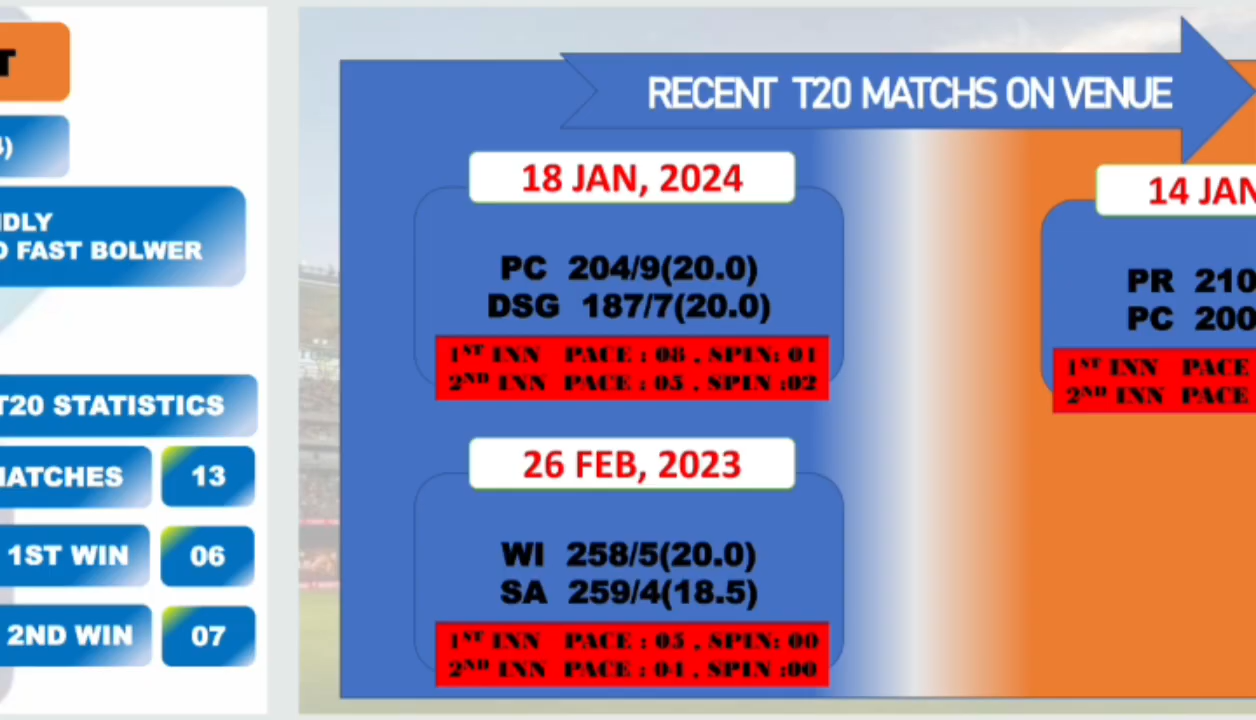 T
)
DLY
FAST BOLWER
T20 STATISTICS
MATCHES 13
1ST WIN 06
2ND WIN 07
RECENT T20 MATCHS ON VENUE
18 JAN, 2024
PC 204/9(20.0)
DSG 187/7(20.0)
1ST INN PACE : 08 , SPIN: 01
2ND INN PACE : 05 , SPIN :02
26 FEB, 2023
WI 258/5(20.0)
SA 259/4(18.5)
1ST INN PACE : 05 , SPIN: 00
2ND INN PACE : 04 , SPIN :00
14 JAN
PR 210
PC 200
1ST INN PACE
2ND INN PACE